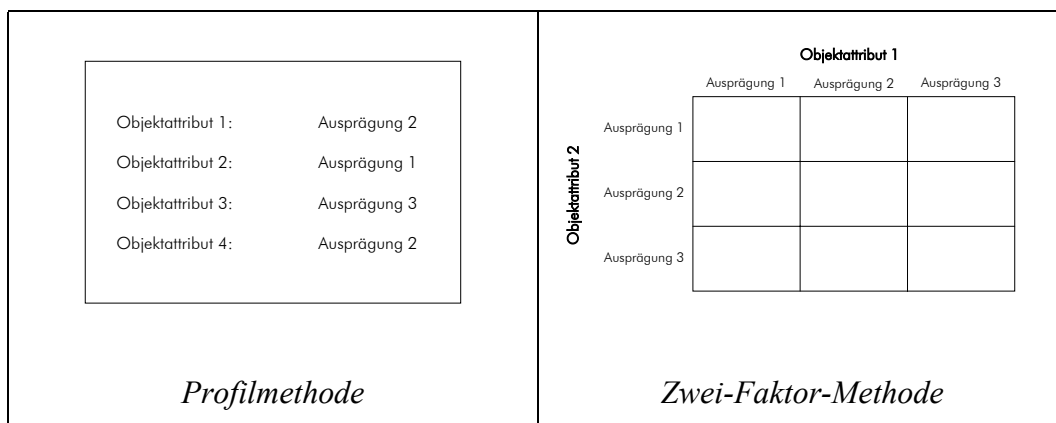 Objektattribut 1: Ausprägung 2
Objektattribut 2: Ausprägung 1
Objektattribut 3: Ausprägung 3
Objektattribut 4: Ausprägung 2
Profilmethode
Objektattribut 1
Ausprägung 1 Ausprägung 2 Ausprägung 3
Objektattribut 2
Ausprägung 1
Ausprägung 2
Ausprägung 3
Zwei-Faktor-Methode